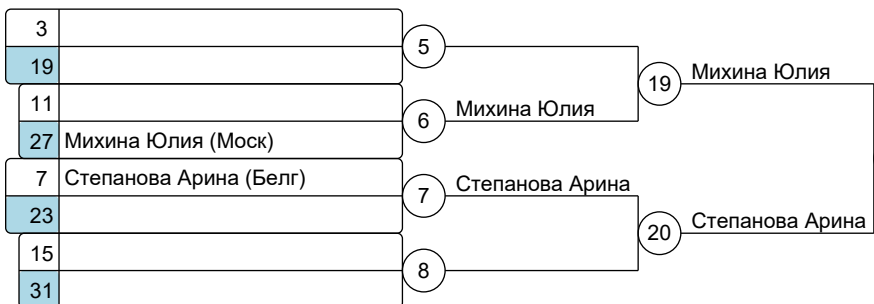 3
19
5
11
27 Михина Юлия (Моск)
6
Михина Юлия
19
Михина Юлия
7 Степанова Арина (Белг)
23
7
Степанова Арина
15
31
8
20
Степанова Арина